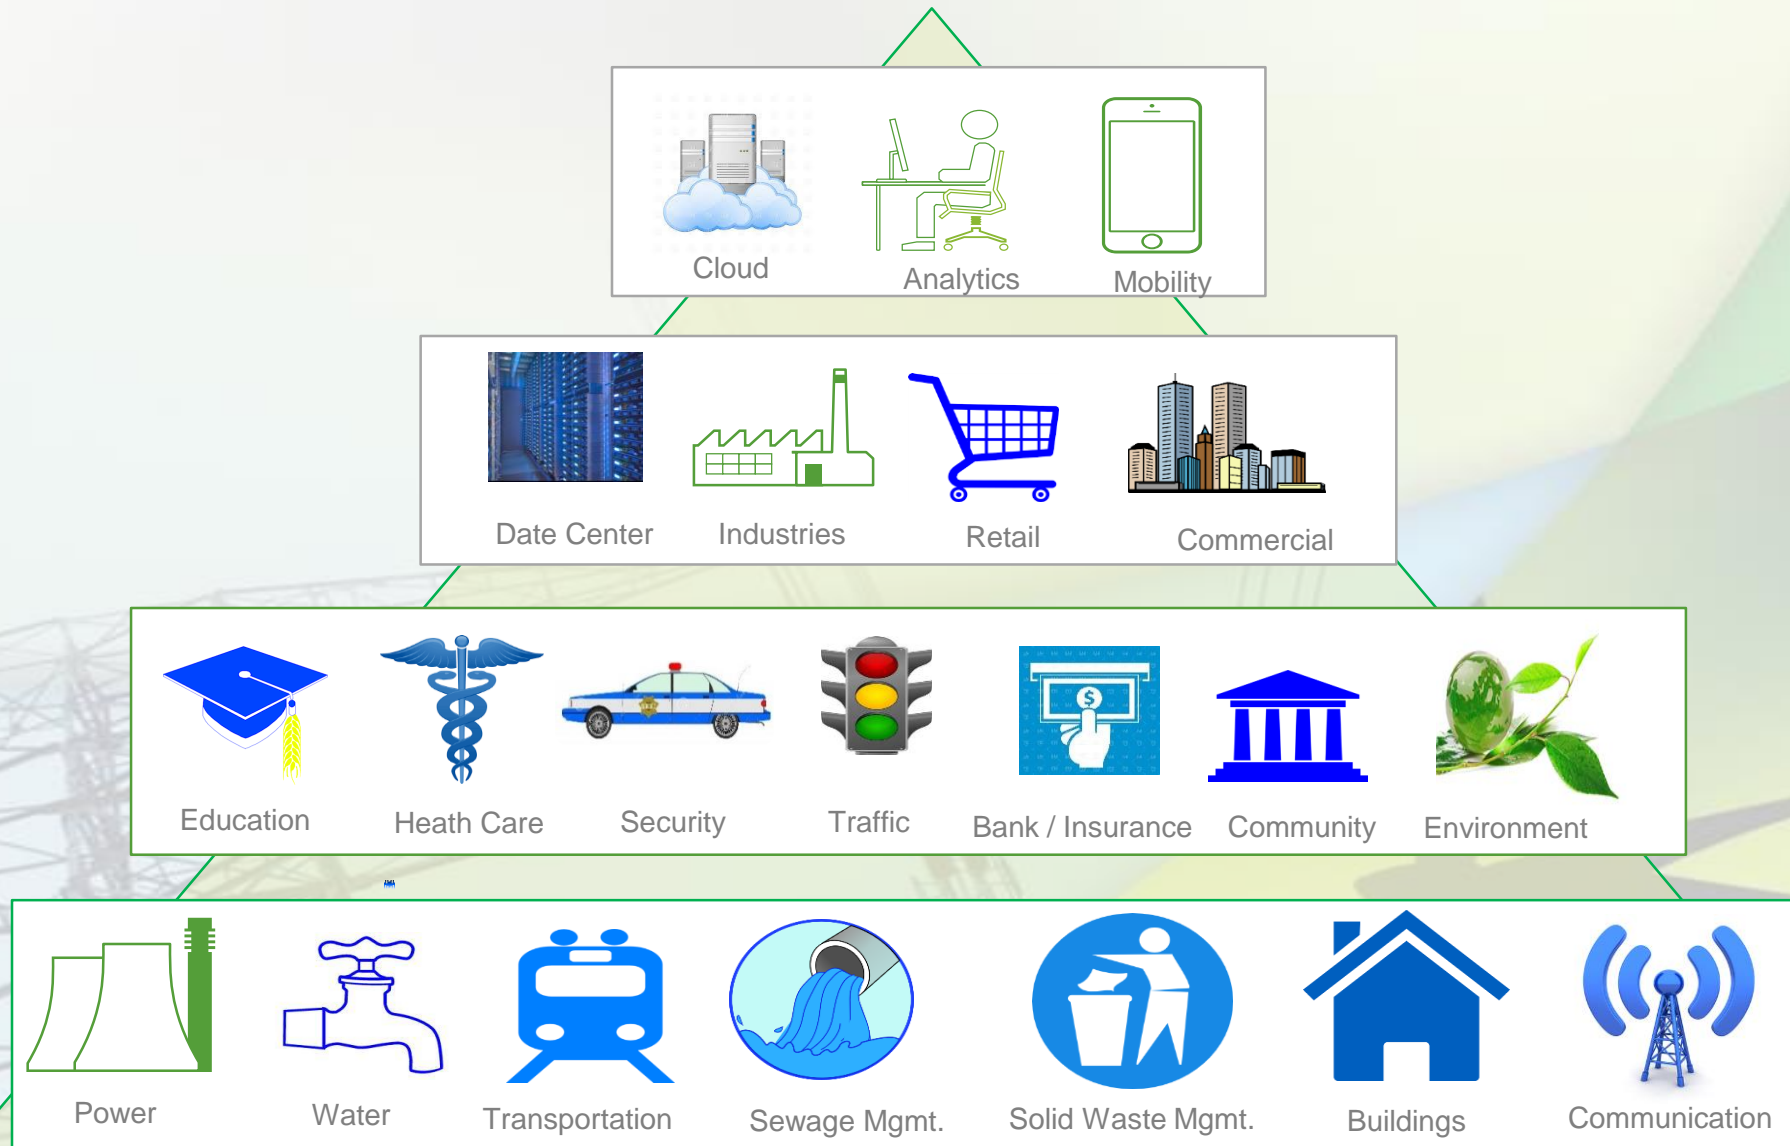 Cloud
Analytics
Mobility
Date Center
Industries
Retail
Commercial
Education
Heath Care
Security
Traffic
Bank / Insurance
Community
Environment
Power
Water
Transportation
Sewage Mgmt.
Solid Waste Mgmt.
Buildings
Communication